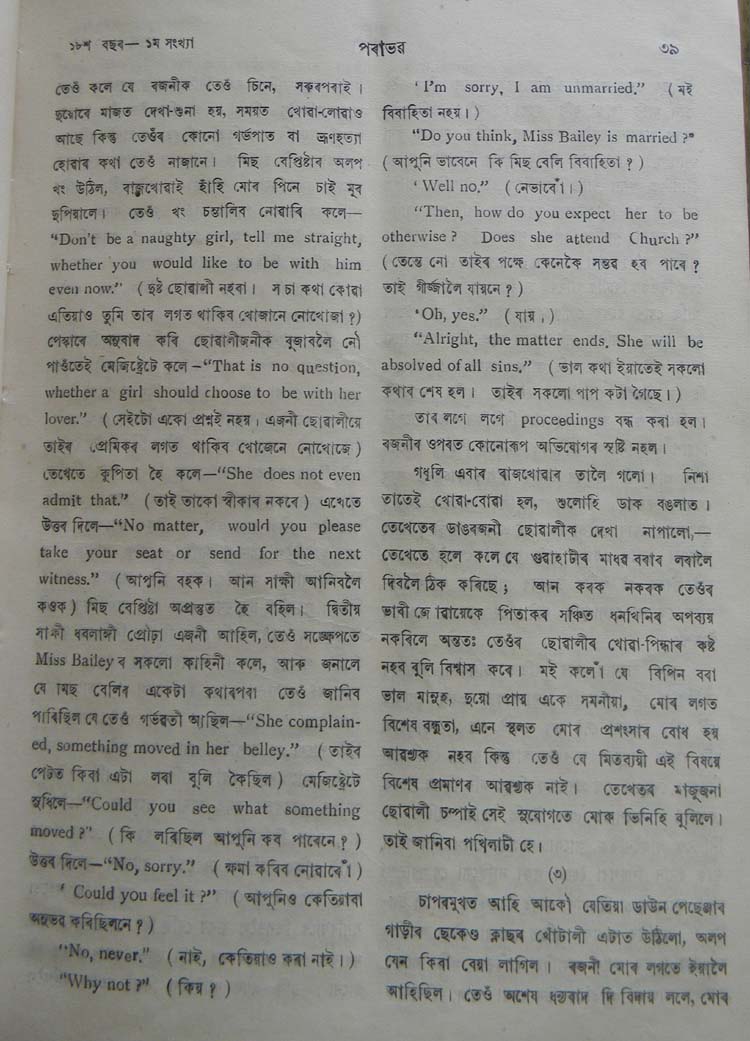 ১৮শ বছৰ— ১ম সংখ্যা
পৰাভৱ
৩৯
তেওঁ কলে যে ৰজনীক তেওঁ চিনে, সৰুৰপৰাই।
দুয়োৰে মাজত দেখা-শুনা হয়, সময়ত খোৱা-লোৱাও
আছে কিন্তু তেওঁৰ কোনো গৰ্ভপাত বা ভ্ৰূণহত্যা
হোৱাৰ কথা তেওঁ নাজানে। মিছ বেপ্তিষ্টাৰ অলপ
খং উঠিল, ৰাজখোৱাই হাঁহি মোৰ পিনে চাই মূৰ
দুপিয়ালে। তেওঁ খং চম্ভালিব নোৱাৰি কলে—
“Don't be a naughty girl, tell me straight,
whether you would like to be with him
even now.” (দুষ্ট ছোৱালী নহবা। সচা কথা কোৱা
এতিয়াও তুমি তাৰ লগত থাকিব খোজানে নোখোজা?)
পেস্কাৰে অনুবাদ কৰি ছোৱালীজনীক বুজাবলৈ নৌ
পাওঁতেই মেজিষ্ট্ৰেটে কলে—“That is no question,
whether a girl should choose to be with her
lover.” (সেইটো একো প্ৰশ্নই নহয়। এজনী ছোৱালীয়ে
তাইৰ প্ৰেমিকৰ লগত থাকিব খোজেনে নোখোজে)
তেখেতে কুপিতা হৈ কলে—“She does not even
admit that.” (তাই তাকো স্বীকাৰ নকৰে) এখেতে
উত্তৰ দিলে—“No matter, would you please
take your seat or send for the next
witness.” (আপুনি বহক। আন সাক্ষী আনিবলৈ
কওক) মিছ বেপ্তিষ্টা অপ্ৰস্তুত হৈ বহিল। দ্বিতীয়
সাক্ষী ধৱলাঙ্গী প্ৰৌঢ়া এজনী আহিল, তেওঁ সঙ্ক্ষেপতে
Miss Baileyৰ সকলো কাহিনী কলে, আৰু জনালে
যে মিছ বেলিৰ একেটা কথাৰপৰা তেওঁ জানিব
পাৰিছিল যে তেওঁ গৰ্ভৱতী আছিল—“She complain-
ed, something moved in her belley.” (তাইৰ
পেটত কিবা এটা লৰা বুলি কৈছিল) মেজিষ্ট্ৰেটে
সুধিলে—“Could you see what something
moved?” (কি লৰিছিল আপুনি কব পাৰেনে?)
উত্তৰ দিলে—“No, sorry.” (ক্ষমা কৰিব নোৱাৰোঁ।)
‘Could you feel it?” (আপুনিও কেতিয়াবা
অনুভৱ কৰিছিলনে?)
“No, never.” (নাই, কেতিয়াও কৰা নাই।)
“Why not?” (কিয়?)
‘I'm sorry, I am unmarried.” (মই
বিবাহিতা নহয়।)
“Do you think, Miss Bailey is married?”
(আপুনি ভাবেনে কি মিছ বেলি বিবাহিতা?)
‘Well no.” (নেভাবোঁ।)
“Then, how do you expect her to be
otherwise? Does she attend Church?”
(তেন্তে নো তাইৰ পক্ষে কেনেকৈ সম্ভৱ হব পাৰে?
তাই গীৰ্জ্জালৈ যায়নে?)
‘Oh, yes.” (যায়।)
“Alright, the matter ends. She will be
absolved of all sins.” (ভাল কথা ইয়াতেই সকলো
কথাৰ শেষ হল। তাইৰ সকলো পাপ কটা গৈছে।)
তাৰ লগে লগে proceedings বন্ধ কৰা হল।
ৰজনীৰ ওপৰত কোনোৰূপ অভিযোগৰ সৃষ্টি নহল।
গধূলি এবাৰ ৰাজখোৱাৰ তালৈ গলো। নিশা
তাতেই খোৱা-বোৱা হল, শুলোহি ডাক বঙলাত।
তেখেতৰ ডাঙৰজনী ছোৱালীক দেখা নাপালো,—
তেখেতে হলে কলে যে গুৱাহাটীৰ মাধৱ বৰাৰ লৰালৈ
দিবলৈ ঠিক কৰিছে; আন কৰক নকৰক তেওঁৰ
ভাবী জোঁৱায়েকে পিতাকৰ সঞ্চিত ধনখিনিৰ অপব্যয়
নকৰিলে অন্ততঃ তেওঁৰ ছোৱালীৰ খোৱা-পিন্ধাৰ কষ্ট
নহব বুলি বিশ্বাস কৰে। মই কলোঁ যে বিপিন বৰা
ভাল মানুহ, দুয়ো প্ৰায় একে সমনীয়া, মোৰ লগত
বিশেষ বন্ধুতা, এনে স্থলত মোৰ প্ৰশংসাৰ বোধ হয়
আৱশ্যক নহব কিন্তু তেওঁ যে মিতব্যয়ী এই বিষয়ে
বিশেষ প্ৰমাণৰ আৱশ্যক নাই। তেখেতৰ মাজুজনা
ছোৱালী চম্পাই সেই সুযোগতে মোক ভিনিহি বুলিলে।
তাই জানিবা পখিলাটা হে।
(৩)
চাপৰমুখত আহি আকৌ যেতিয়া ডাউন পেছেঞ্জাৰ
গাড়ীৰ ছেকেণ্ড ক্লাছৰ খোঁটালী এটাত উঠিলো, অলপ
যেন কিবা বেয়া লাগিল। ৰজনী মোৰ লগতে ইয়ালৈ
আহিছিল। তেওঁ অশেষ ধন্যবাদ দি বিদায় ললে, মোৰ